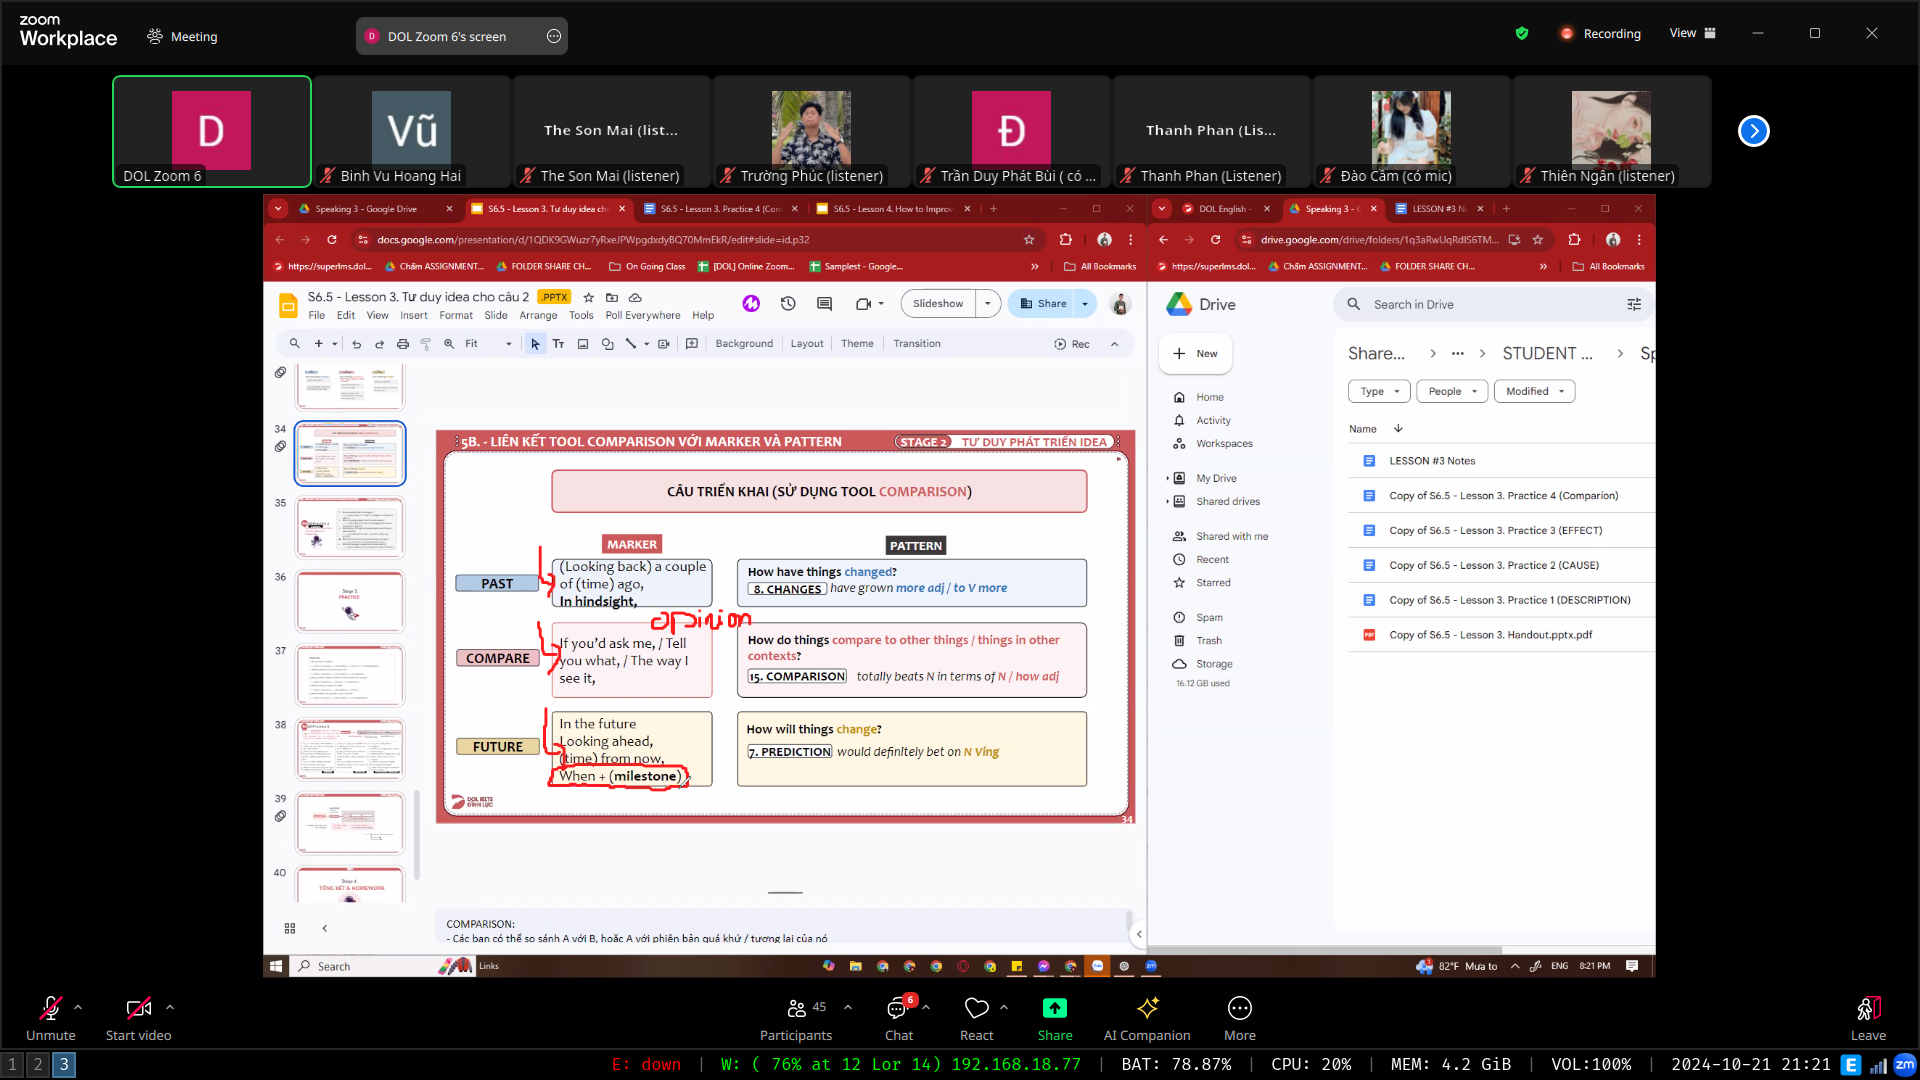 zoom
Workplace
Meeting
DOL Zoom 6's screen
Recording
View
D
Vũ
The Son Mai (list...
Đ
Thanh Phan (Lis...
DOL Zoom 6
Binh Vu Hoang Hai
The Son Mai (listener)
Trường Phúc (listener)
Trần Duy Phát Bùi ( có ...
Thanh Phan (Listener)
Đào Cầm (có mic)
Thiên Ngân (listener)
Speaking 3 - Google Drive
S6.5 - Lesson 3. Tư duy idea ch
S6.5 - Lesson 3. Practice 4 (Com
S6.5 - Lesson 4. How to Improv
docs.google.com/presentation/d/1QDK9GWuzr7yRxeJPWpgdxdyBQ70MmEkR/edit#slide=id.p32
https://superlms.dol...
Chấm ASSIGNMENT...
FOLDER SHARE CH...
On Going Class
[DOL] Online Zoom...
Samplest - Google...
All Bookmarks
S6.5 - Lesson 3. Tư duy idea cho câu 2
.PPTX
File Edit View Insert Format Slide Arrange Tools Poll Everywhere Help
Slideshow
Share
Fit
Background
Layout
Theme
Transition
Rec
34
35
36
Stage 3.
PRACTICE
37
38
39
40
Stage 4.
TỔNG KẾT & HOMEWORK
5B. - LIÊN KẾT TOOL COMPARISON VỚI MARKER VÀ PATTERN
STAGE 2
TƯ DUY PHÁT TRIỂN IDEA
CÂU TRIỂN KHAI (SỬ DỤNG TOOL COMPARISON)
MARKER
PATTERN
PAST
(Looking back) a couple
of (time) ago,
In hindsight,
How have things changed?
8. CHANGES have grown more adj / to V more
opinion
COMPARE
If you'd ask me, / Tell
you what, / The way I
see it,
How do things compare to other things / things in other
contexts?
15. COMPARISON totally beats N in terms of N / how adj
FUTURE
In the future
Looking ahead,
(time) from now,
When + (milestone)
How will things change?
7. PREDICTION would definitely bet on N Ving
DOL IELTS
ĐÌNH LỰC
34
COMPARISON:
- Các bạn có thể so sánh A với B, hoặc A với phiên bản quá khứ / tương lai của nó
DOL English -
Speaking 3 - G
LESSON #3 N
drive.google.com/drive/folders/1q3aRwUqRdIS6TM...
https://superlms.dol...
Chấm ASSIGNMENT...
FOLDER SHARE CH...
All Bookmarks
Drive
Search in Drive
New
Home
Activity
Workspaces
My Drive
Shared drives
Shared with me
Recent
Starred
Spam
Trash
Storage
16.12 GB used
Share...
STUDENT ...
Sp
Type
People
Modified
Name
LESSON #3 Notes
Copy of S6.5 - Lesson 3. Practice 4 (Comparion)
Copy of S6.5 - Lesson 3. Practice 3 (EFFECT)
Copy of S6.5 - Lesson 3. Practice 2 (CAUSE)
Copy of S6.5 - Lesson 3. Practice 1 (DESCRIPTION)
Copy of S6.5 - Lesson 3. Handout.pptx.pdf
Search
Links
82°F Mưa to
ENG
8:21 PM
Unmute
Start video
Participants
45
Chat
6
React
Share
AI Companion
More
Leave
1 2 3
E: down | W: ( 76% at 12 Lor 14) 192.168.18.77 | BAT: 78.87% | CPU: 20% | MEM: 4.2 GiB | VOL:100% | 2024-10-21 21:21
E
zm